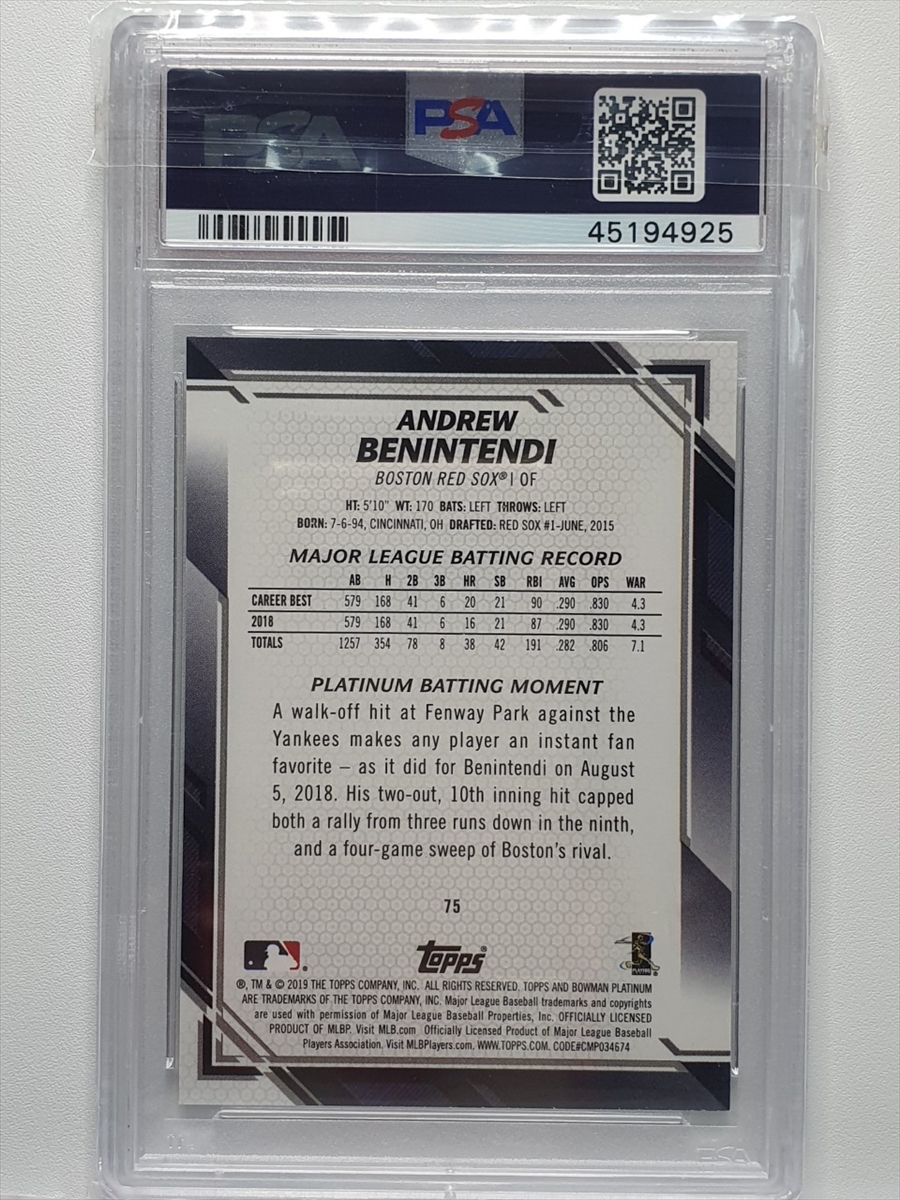 PSA
PSA
45194925
ANDREW
BENINTENDI
BOSTON RED SOX® | OF
HT: 5'10" WT: 170 BATS: LEFT THROWS: LEFT
BORN: 7-6-94, CINCINNATI, OH DRAFTED: RED SOX #1-JUNE, 2015
MAJOR LEAGUE BATTING RECORD
AB H 2B 3B HR SB RBI AVG OPS WAR
CAREER BEST 579 168 41 6 20 21 90 .290 .830 4.3
2018 579 168 41 6 16 21 87 .290 .830 4.3
TOTALS 1257 354 78 8 38 42 191 .282 .806 7.1
PLATINUM BATTING MOMENT
A walk-off hit at Fenway Park against the
Yankees makes any player an instant fan
favorite – as it did for Benintendi on August
5, 2018. His two-out, 10th inning hit capped
both a rally from three runs down in the ninth,
and a four-game sweep of Boston's rival.
75
Topps®
PLAYERS
®, TM & © 2019 THE TOPPS COMPANY, INC. ALL RIGHTS RESERVED. TOPPS AND BOWMAN PLATINUM
ARE TRADEMARKS OF THE TOPPS COMPANY, INC. Major League Baseball trademarks and copyrights
are used with permission of Major League Baseball Properties, Inc. OFFICIALLY LICENSED
PRODUCT OF MLBP. Visit MLB.com Officially Licensed Product of Major League Baseball
Players Association. Visit MLBPlayers.com. WWW.TOPPS.COM. CODE#CMP034674
PSA